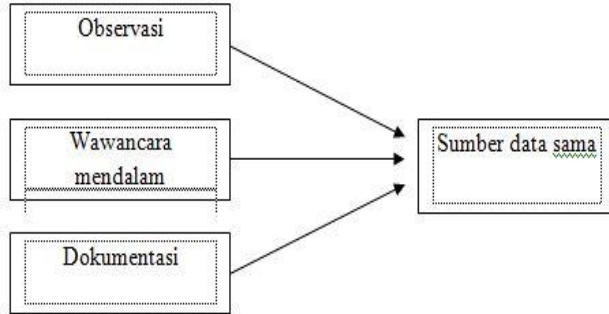 Observasi
Wawancara
mendalam
Dokumentasi
Sumber data sama